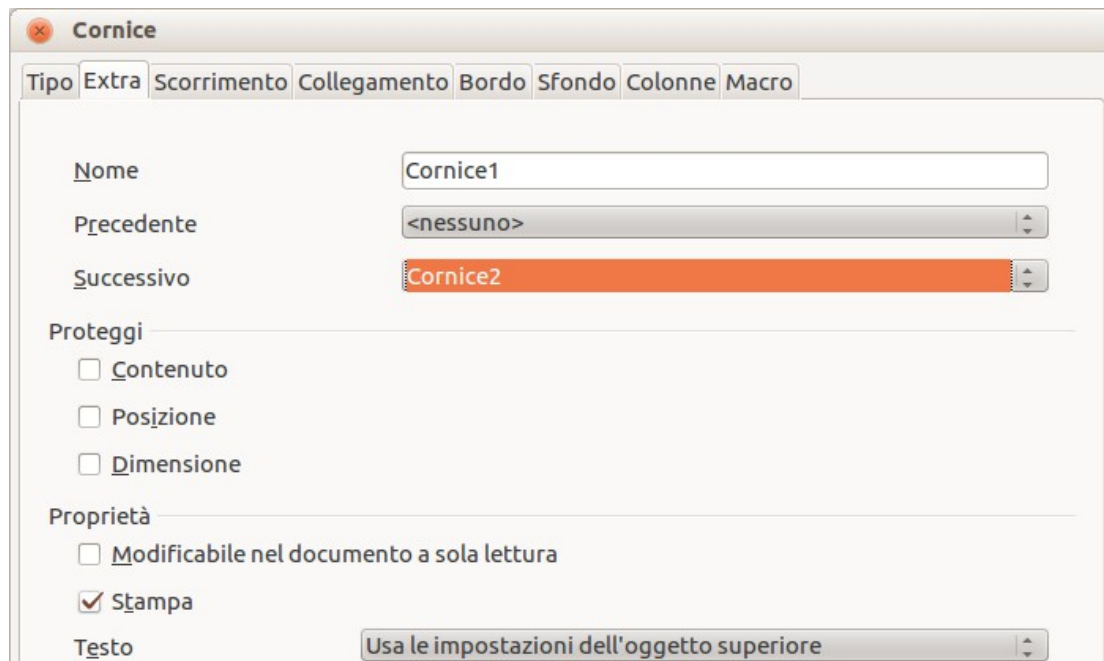 Cornice
Tipo Extra Scorrimento Collegamento Bordo Sfondo Colonne Macro
Nome Cornice1
Precedente <nessuno>
Successivo Cornice2
Proteggi
Contenuto
Posizione
Dimensione
Proprietà
Modificabile nel documento a sola lettura
Stampa
Testo Usa le impostazioni dell'oggetto superiore